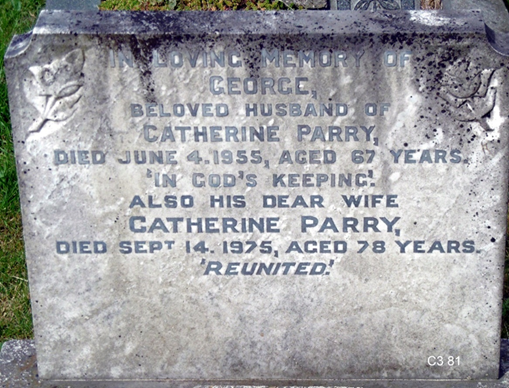 IN LOVING MEMORY OF
GEORGE,
BELOVED HUSBAND OF
CATHERINE PARRY,
DIED JUNE 4. 1955, AGED 67 YEARS.
'IN GOD'S KEEPING'.
ALSO HIS DEAR WIFE
CATHERINE PARRY,
DIED SEPT 14. 1975, AGED 78 YEARS.
'REUNITED.'
C3 81